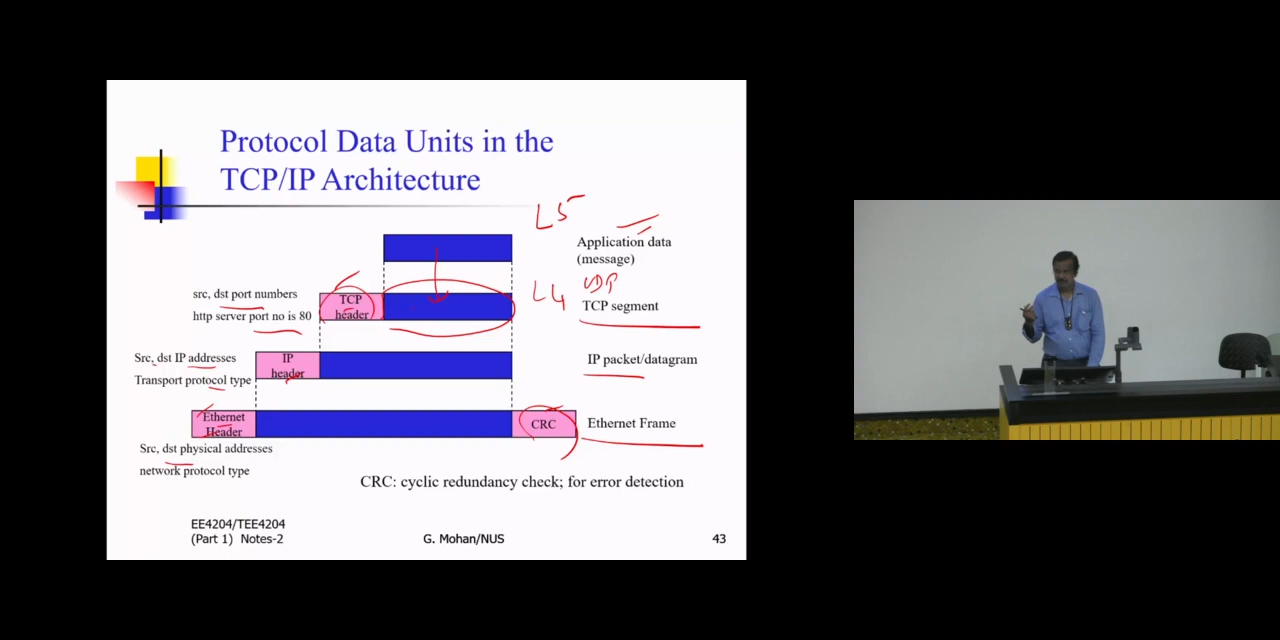 Protocol Data Units in the
TCP/IP Architecture
L5
Application data
(message)
src, dst port numbers
http server port no is 80
TCP
header
L4
UDP
TCP segment
Src, dst IP addresses
Transport protocol type
IP
header
IP packet/datagram
Ethernet
Header
CRC
Ethernet Frame
Src, dst physical addresses
network protocol type
CRC: cyclic redundancy check; for error detection
EE4204/TEE4204
(Part 1) Notes-2
G. Mohan/NUS
43